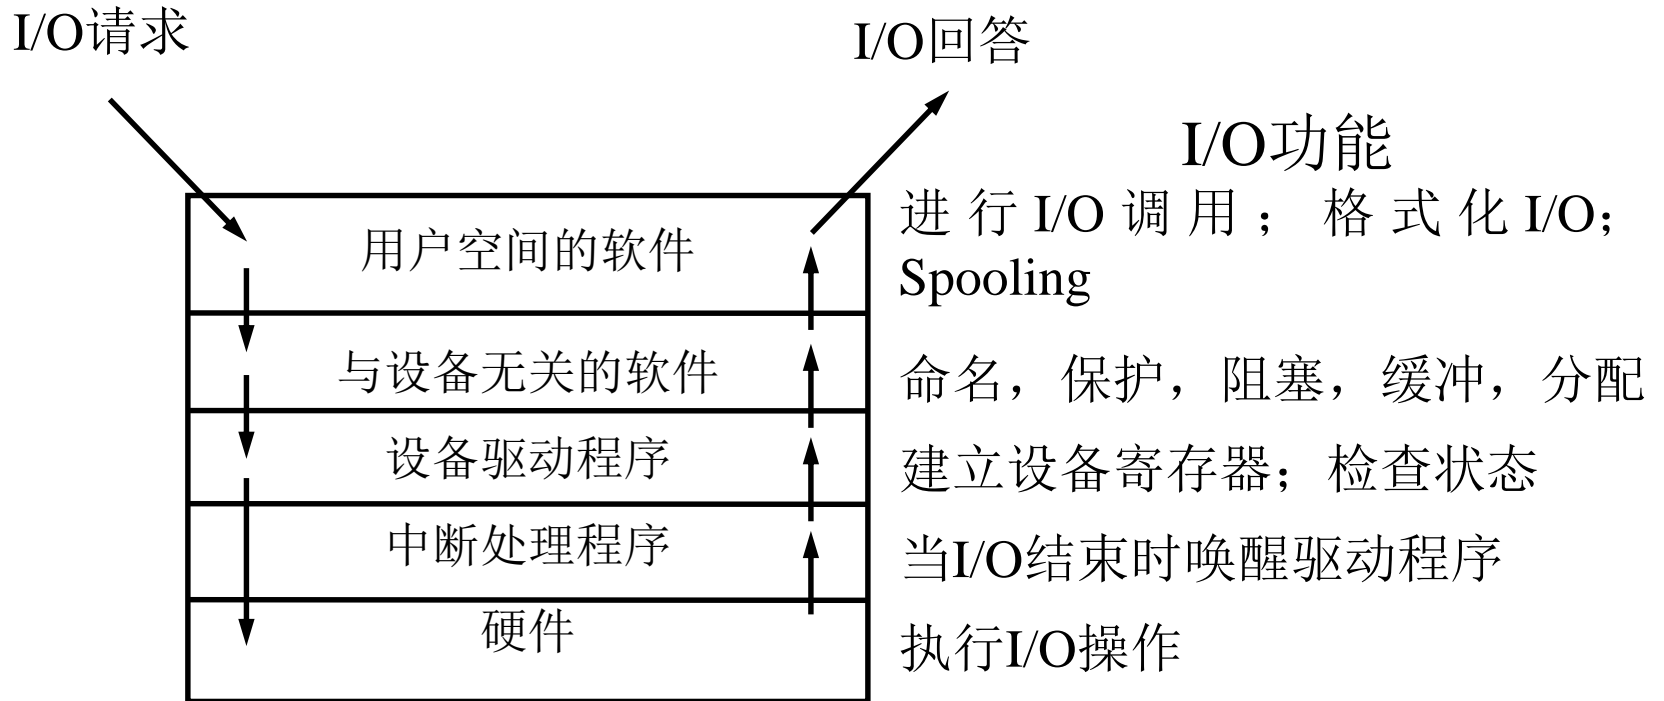 I/O请求
I/O回答
I/O功能
用户空间的软件
进行I/O调用；格式化I/O；
Spooling
与设备无关的软件
命名，保护，阻塞，缓冲，分配
设备驱动程序
建立设备寄存器；检查状态
中断处理程序
当I/O结束时唤醒驱动程序
硬件
执行I/O操作